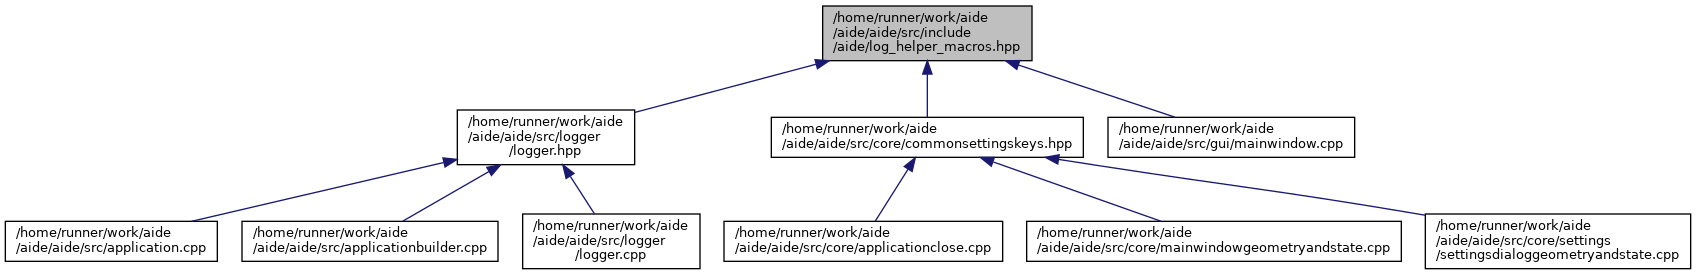 /home/runner/work/aide
/aide/aide/src/include
/aide/log_helper_macros.hpp
/home/runner/work/aide
/aide/aide/src/logger
/logger.hpp
/home/runner/work/aide
/aide/aide/src/core/commonsettingskeys.hpp
/home/runner/work/aide
/aide/aide/src/gui/mainwindow.cpp
/home/runner/work/aide
/aide/aide/src/application.cpp
/home/runner/work/aide
/aide/aide/src/applicationbuilder.cpp
/home/runner/work/aide
/aide/aide/src/logger
/logger.cpp
/home/runner/work/aide
/aide/aide/src/core/applicationclose.cpp
/home/runner/work/aide
/aide/aide/src/core/mainwindowgeometryandstate.cpp
/home/runner/work/aide
/aide/aide/src/core/settings
/settingsdialoggeometryandstate.cpp